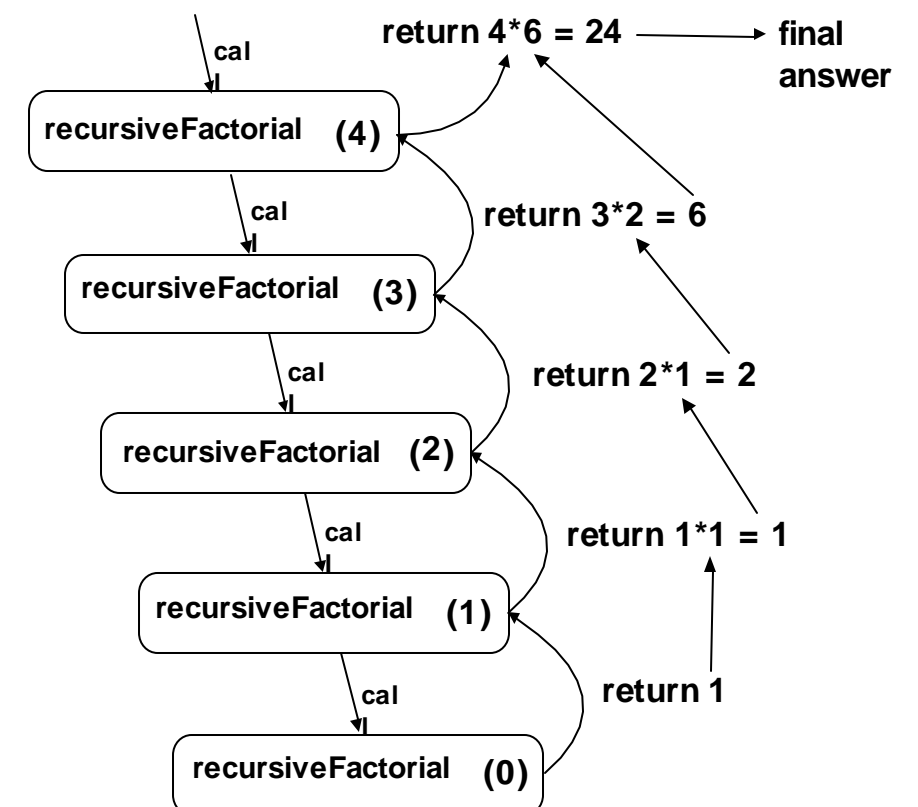 return 4*6 = 24
final
answer
cal
l
recursiveFactorial (4)
cal
l
return 3*2 = 6
recursiveFactorial (3)
cal
l
return 2*1 = 2
recursiveFactorial (2)
cal
l
return 1*1 = 1
recursiveFactorial (1)
cal
l
return 1
recursiveFactorial (0)